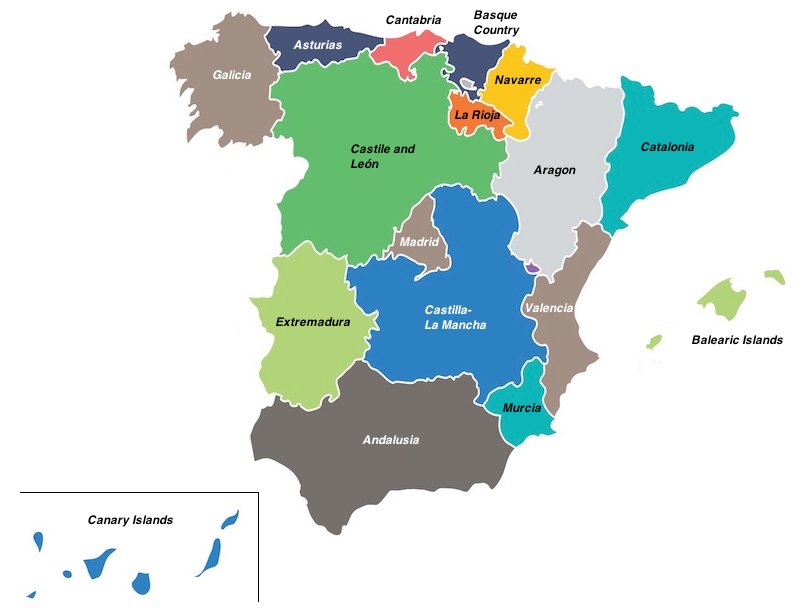 Cantabria
Basque
Country
Asturias
Galicia
Navarre
La Rioja
Castile and
León
Catalonia
Aragon
Madrid
Castilla-
La Mancha
Valencia
Extremadura
Balearic Islands
Murcia
Andalusia
Canary Islands